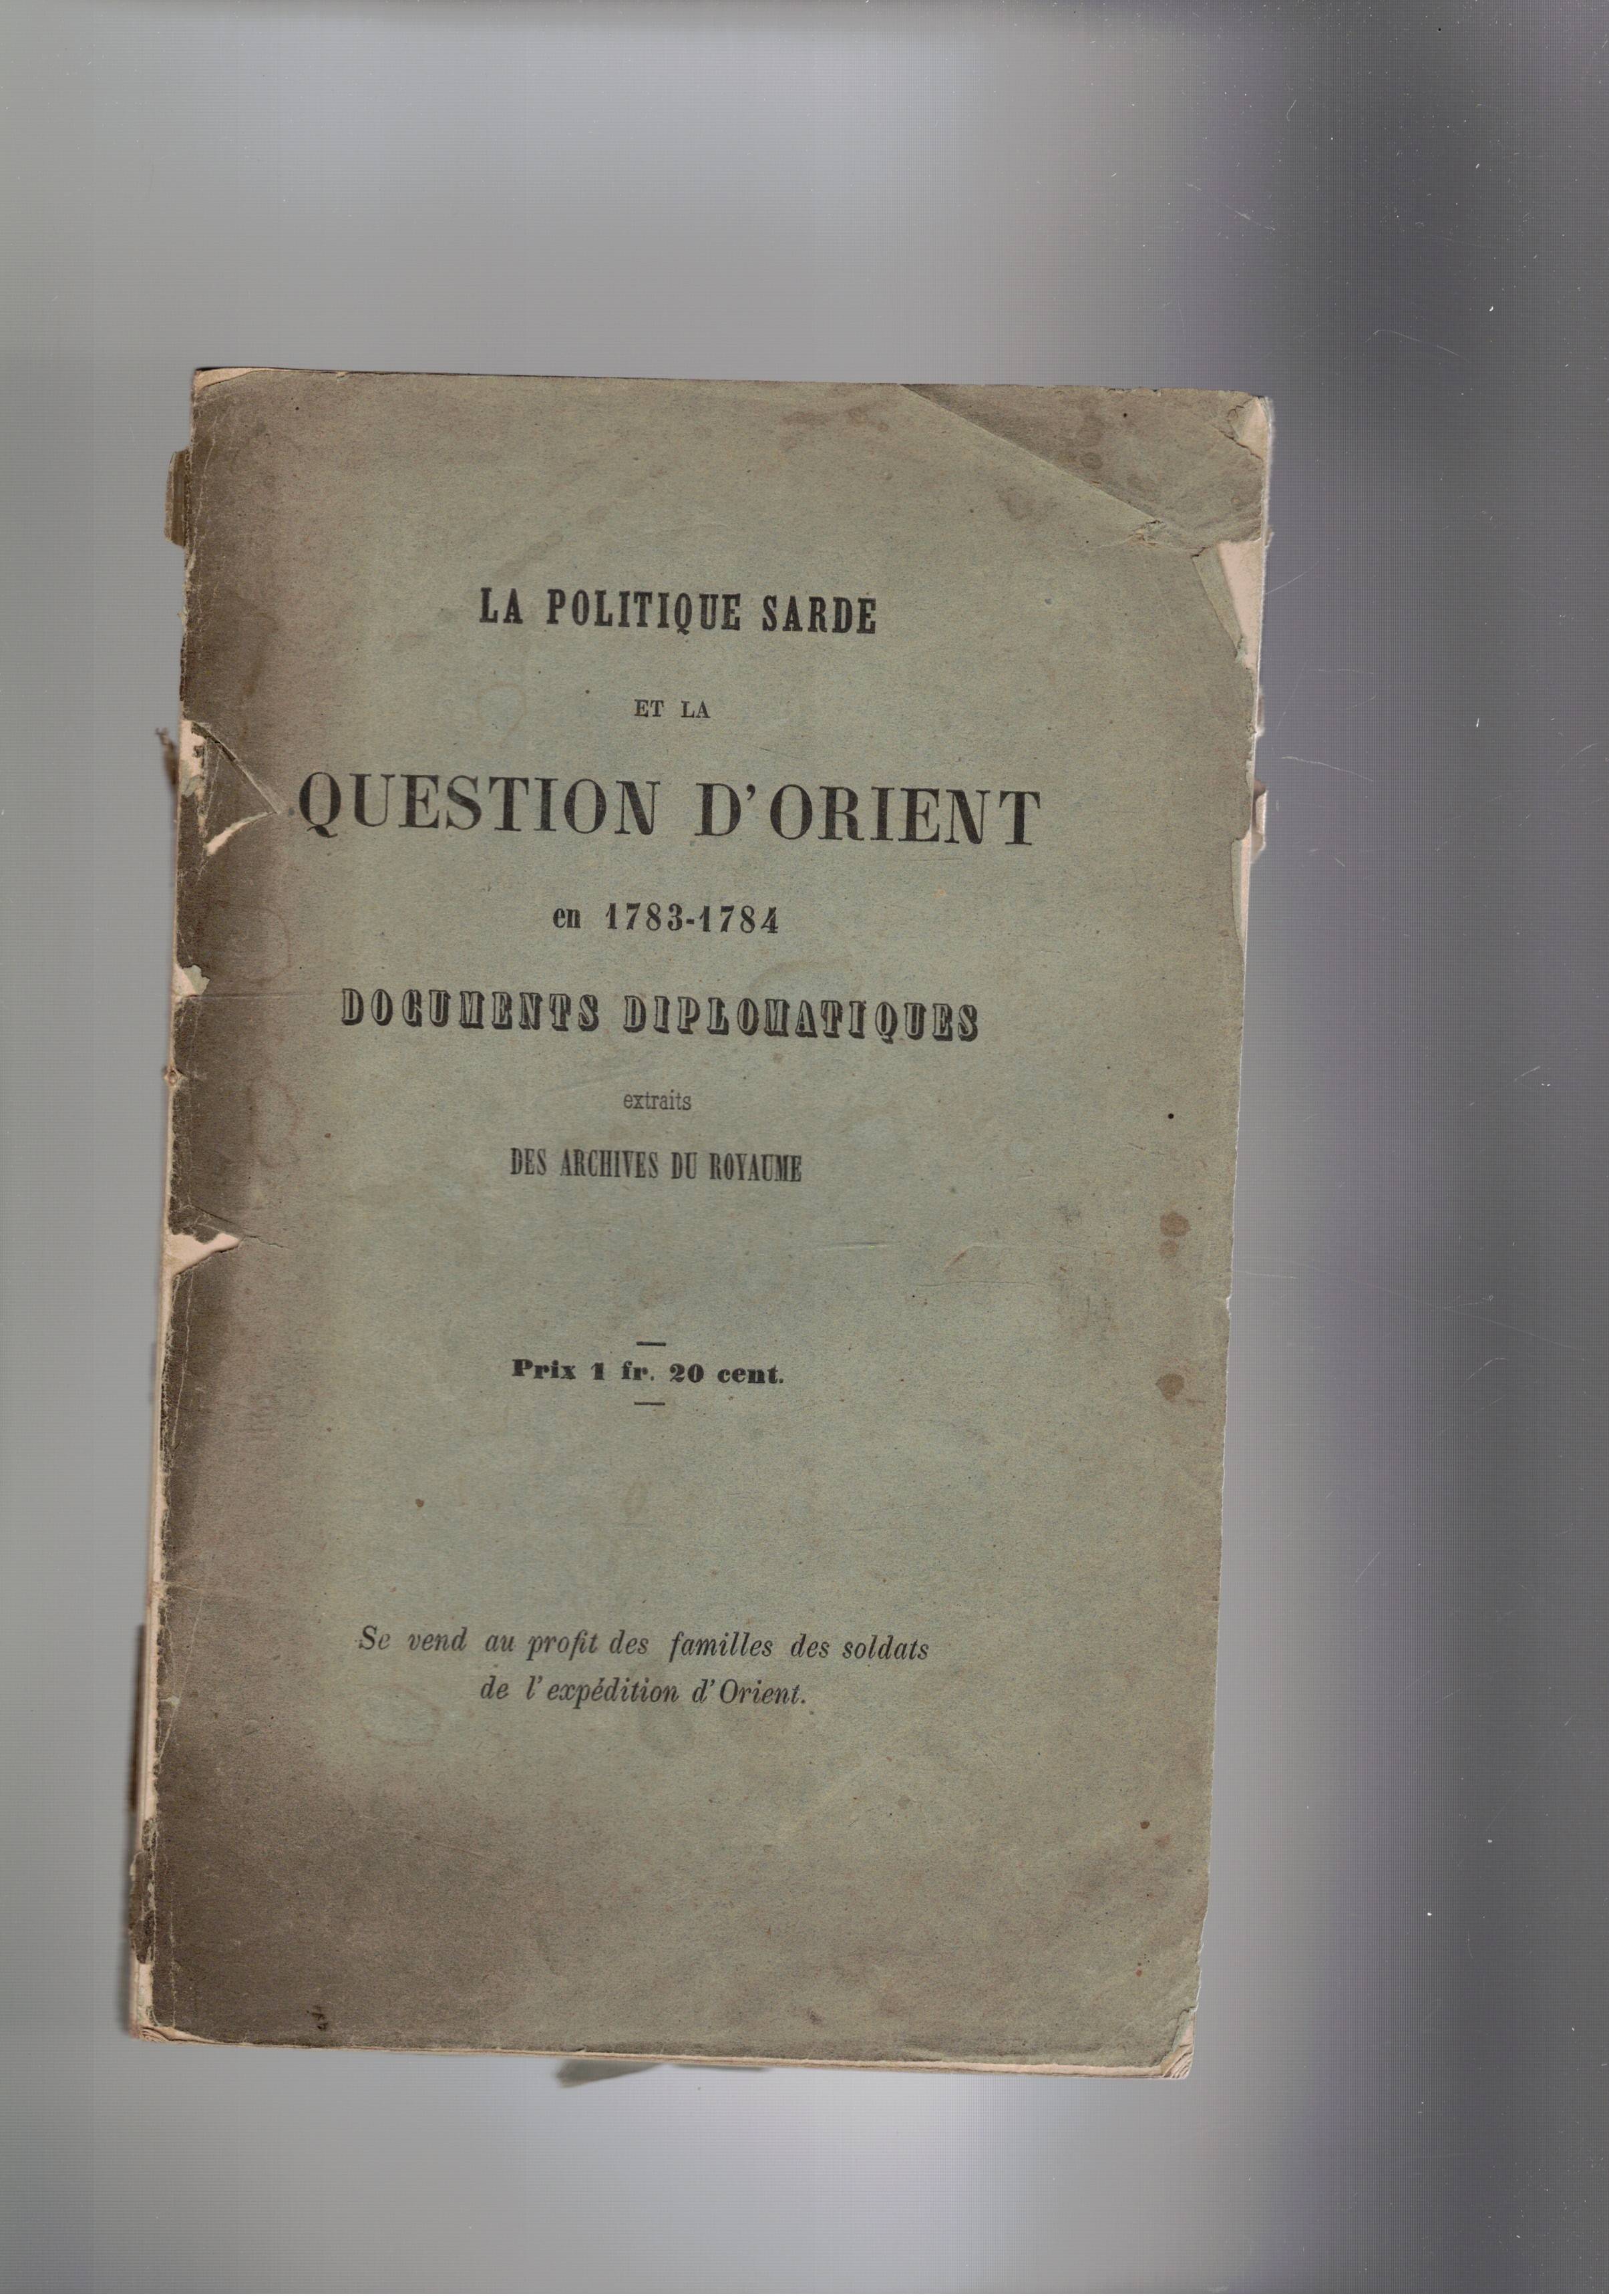 LA POLITIQUE SARDE
ET LA
QUESTION D'ORIENT
en 1783-1784
DOCUMENTS DIPLOMATIQUES
extraits
DES ARCHIVES DU ROYAUME
Prix 1 fr. 20 cent.
Se vend au profit des familles des soldats
de l'expédition d'Orient.